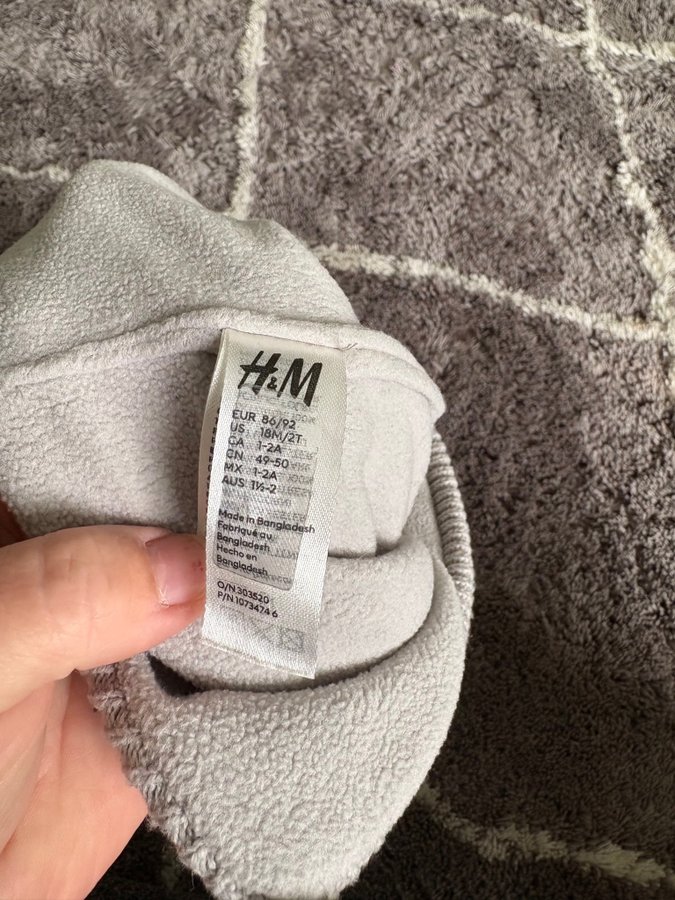 H&M
EUR 86/92
US 18M/2T
CA 1-2A
CN 49-50
MX 1-2A
AUS 1½-2
Made in Bangladesh
Fabriqué au
Bangladesh
Hecho en
Bangladesh
O/N 303520
P/N 1073474 6